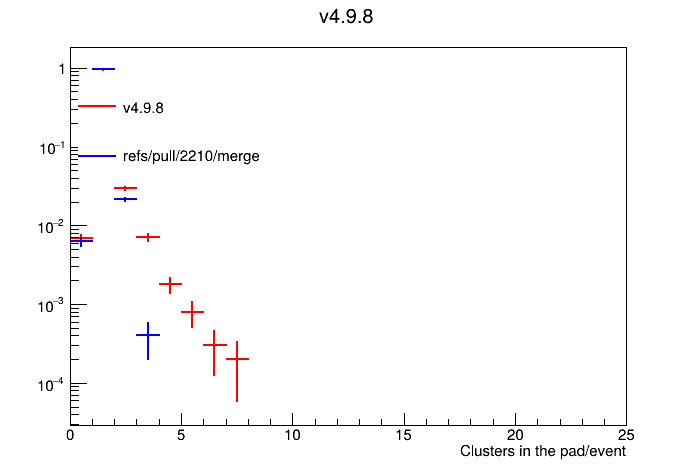 v4.9.8
1
v4.9.8
10⁻¹
refs/pull/2210/merge
10⁻²
10⁻³
10⁻⁴
0 5 10 15 20 25
Clusters in the pad/event